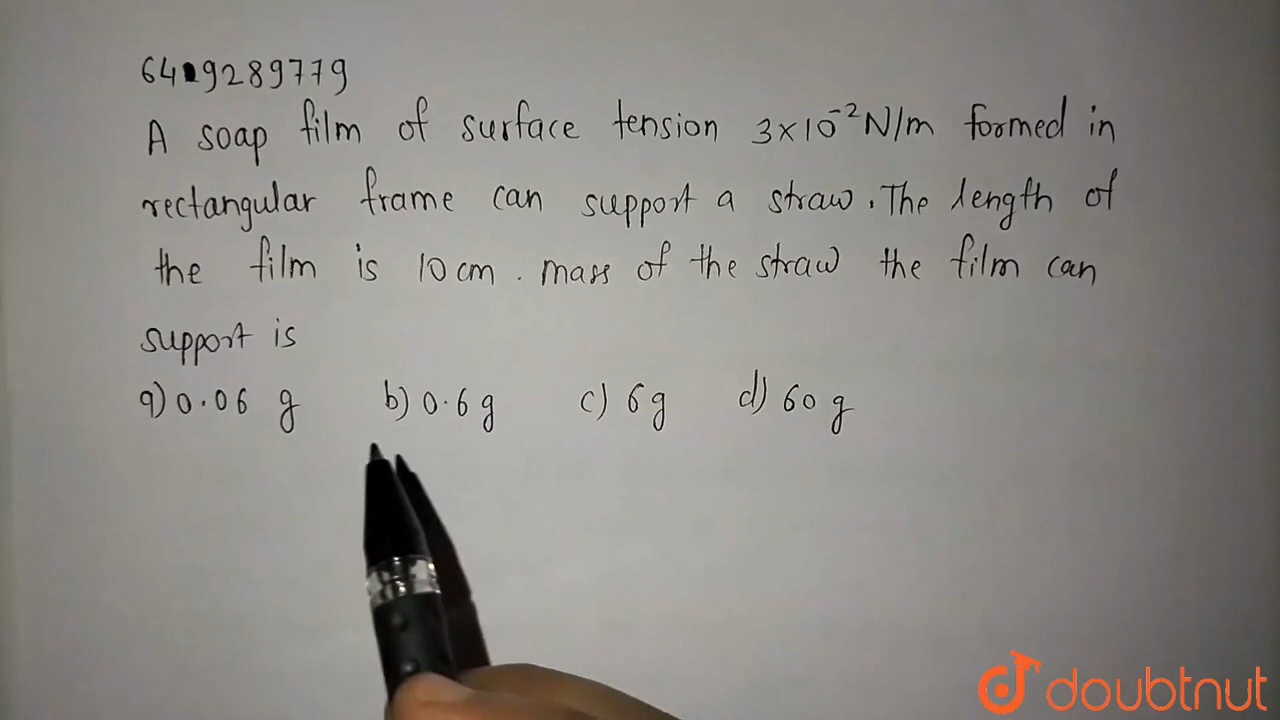 6409289779
A soap film of surface tension 3×10⁻²N/m formed in
rectangular frame can support a straw. The length of
the film is 10 cm. mass of the straw the film can
support is
a) 0.06 g b) 0.6 g c) 6 g d) 60 g
doubtnut